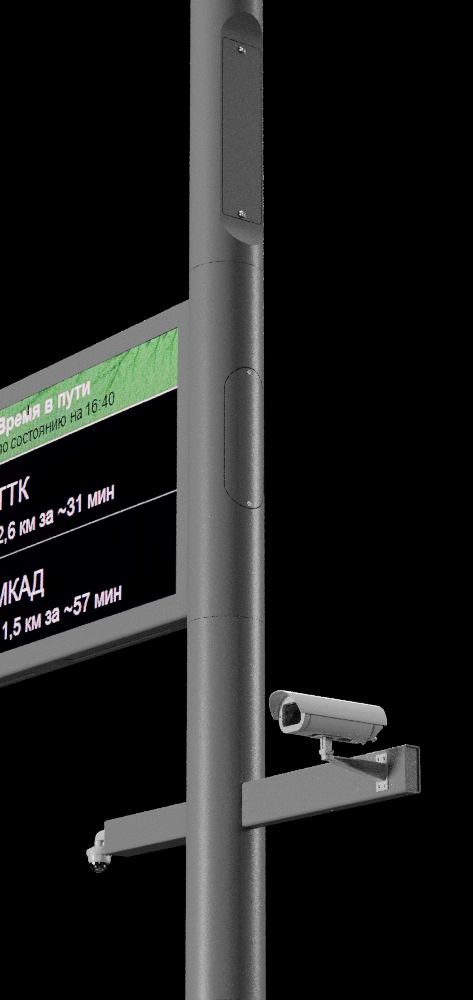 Время в пути
по состоянию на 16:40
ТТК
2,6 км за ~31 мин
МКАД
1,5 км за ~57 мин